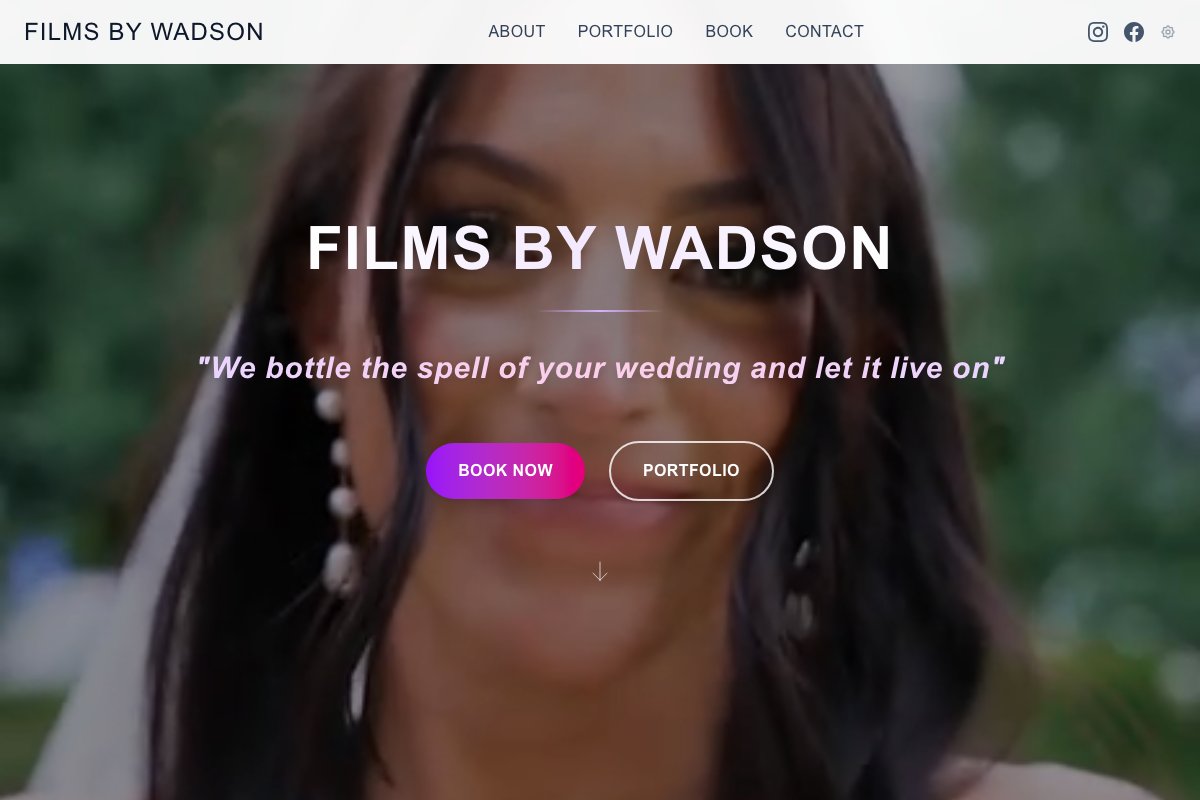 FILMS BY WADSON
ABOUT
PORTFOLIO
BOOK
CONTACT
FILMS BY WADSON
"We bottle the spell of your wedding and let it live on"
BOOK NOW
PORTFOLIO